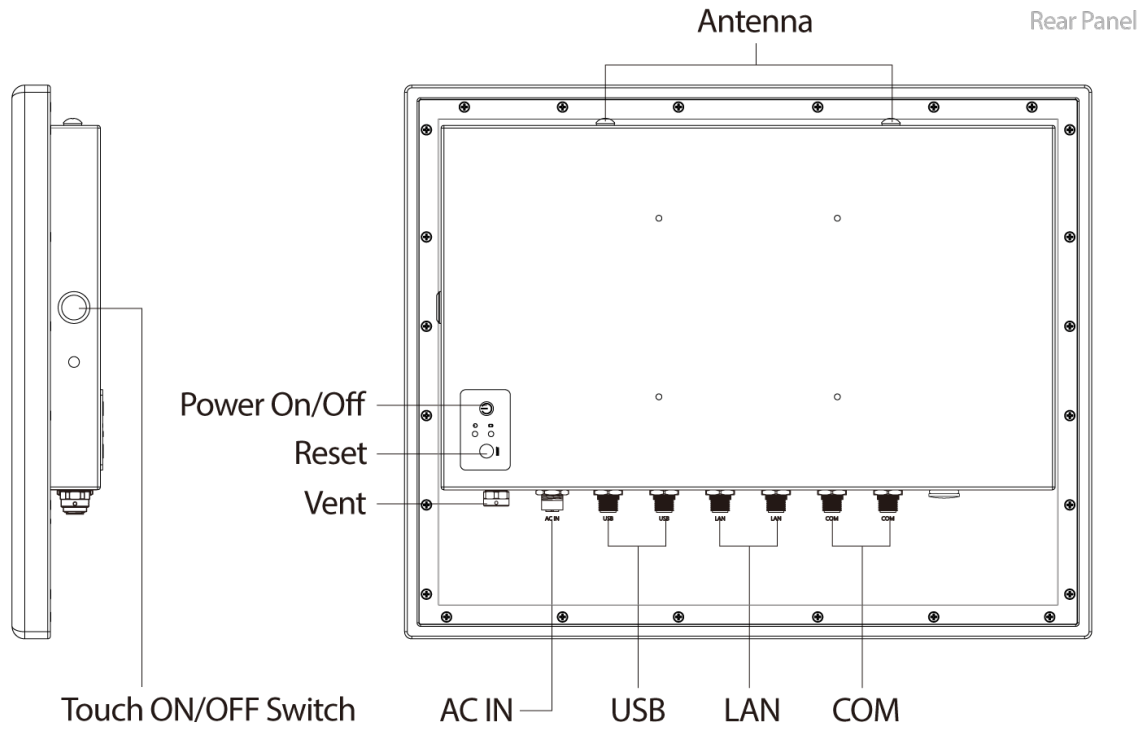 Antenna
Rear Panel
Power On/Off
Reset
Vent
AC IN
USB
USB
LAN
LAN
COM
COM
Touch ON/OFF Switch
AC IN
USB
LAN
COM